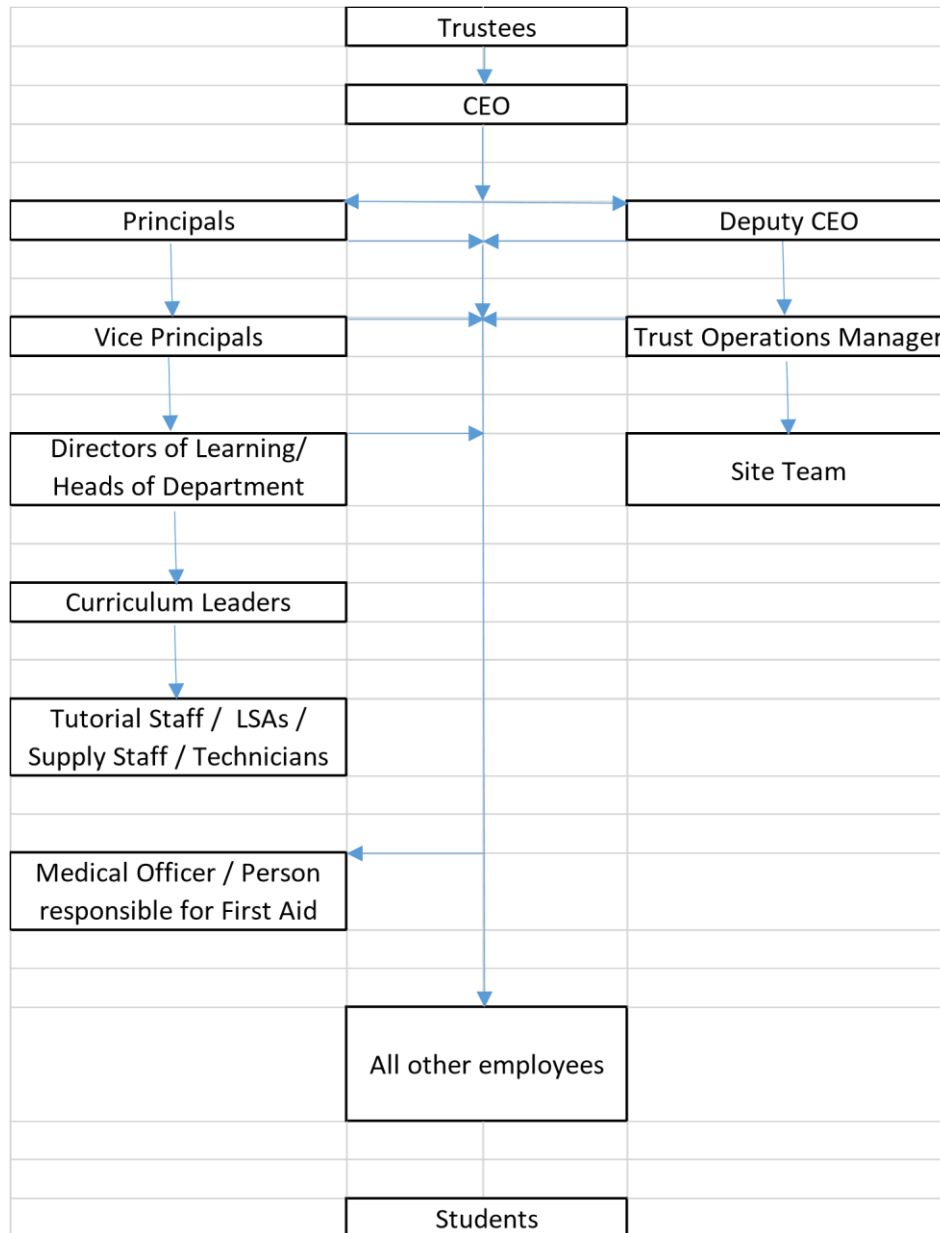 Trustees
CEO
Principals
Deputy CEO
Vice Principals
Trust Operations Manager
Directors of Learning/
Heads of Department
Site Team
Curriculum Leaders
Tutorial Staff / LSAs /
Supply Staff / Technicians
Medical Officer / Person
responsible for First Aid
All other employees
Students